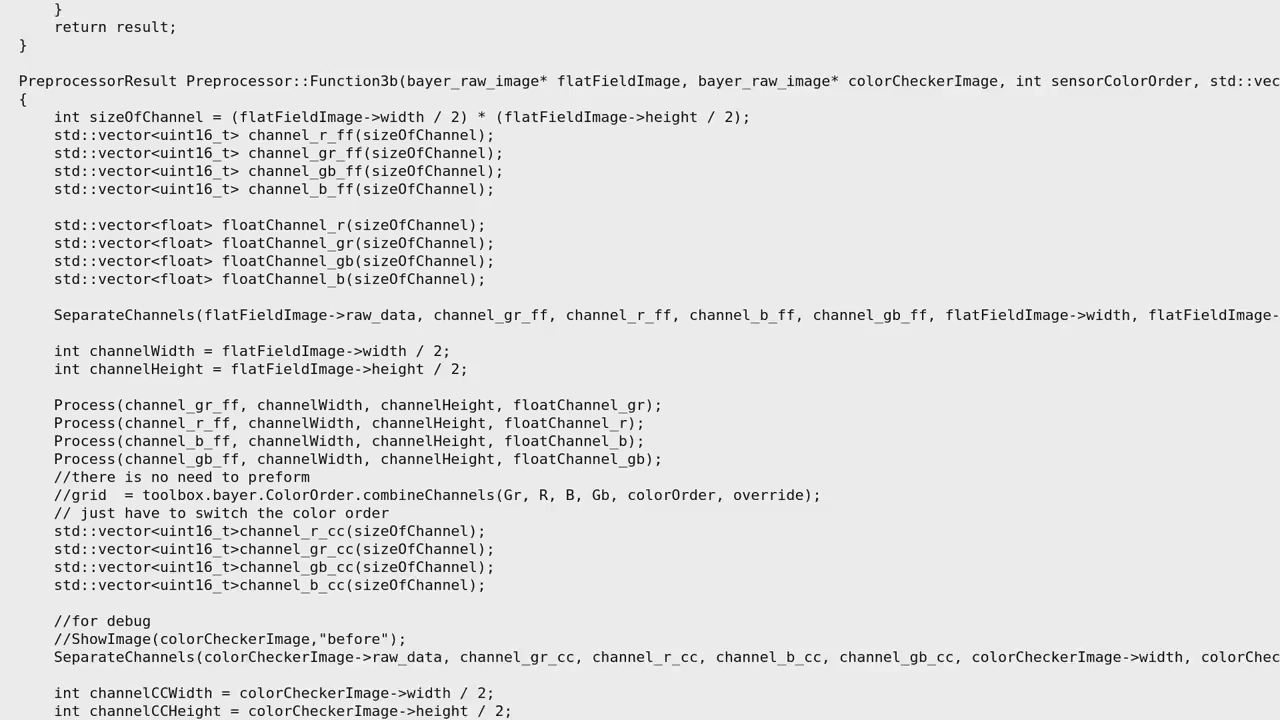 }
return result;
}
PreprocessorResult Preprocessor::Function3b(bayer_raw_image* flatFieldImage, bayer_raw_image* colorCheckerImage, int sensorColorOrder, std::vec
{
int sizeOfChannel = (flatFieldImage->width / 2) * (flatFieldImage->height / 2);
std::vector<uint16_t> channel_r_ff(sizeOfChannel);
std::vector<uint16_t> channel_gr_ff(sizeOfChannel);
std::vector<uint16_t> channel_gb_ff(sizeOfChannel);
std::vector<uint16_t> channel_b_ff(sizeOfChannel);
std::vector<float> floatChannel_r(sizeOfChannel);
std::vector<float> floatChannel_gr(sizeOfChannel);
std::vector<float> floatChannel_gb(sizeOfChannel);
std::vector<float> floatChannel_b(sizeOfChannel);
SeparateChannels(flatFieldImage->raw_data, channel_gr_ff, channel_r_ff, channel_b_ff, channel_gb_ff, flatFieldImage->width, flatFieldImage-
int channelWidth = flatFieldImage->width / 2;
int channelHeight = flatFieldImage->height / 2;
Process(channel_gr_ff, channelWidth, channelHeight, floatChannel_gr);
Process(channel_r_ff, channelWidth, channelHeight, floatChannel_r);
Process(channel_b_ff, channelWidth, channelHeight, floatChannel_b);
Process(channel_gb_ff, channelWidth, channelHeight, floatChannel_gb);
//there is no need to preform
//grid  = toolbox.bayer.ColorOrder.combineChannels(Gr, R, B, Gb, colorOrder, override);
// just have to switch the color order
std::vector<uint16_t>channel_r_cc(sizeOfChannel);
std::vector<uint16_t>channel_gr_cc(sizeOfChannel);
std::vector<uint16_t>channel_gb_cc(sizeOfChannel);
std::vector<uint16_t>channel_b_cc(sizeOfChannel);
//for debug
//ShowImage(colorCheckerImage,"before");
SeparateChannels(colorCheckerImage->raw_data, channel_gr_cc, channel_r_cc, channel_b_cc, channel_gb_cc, colorCheckerImage->width, colorChec
int channelCCWidth = colorCheckerImage->width / 2;
int channelCCHeight = colorCheckerImage->height / 2;